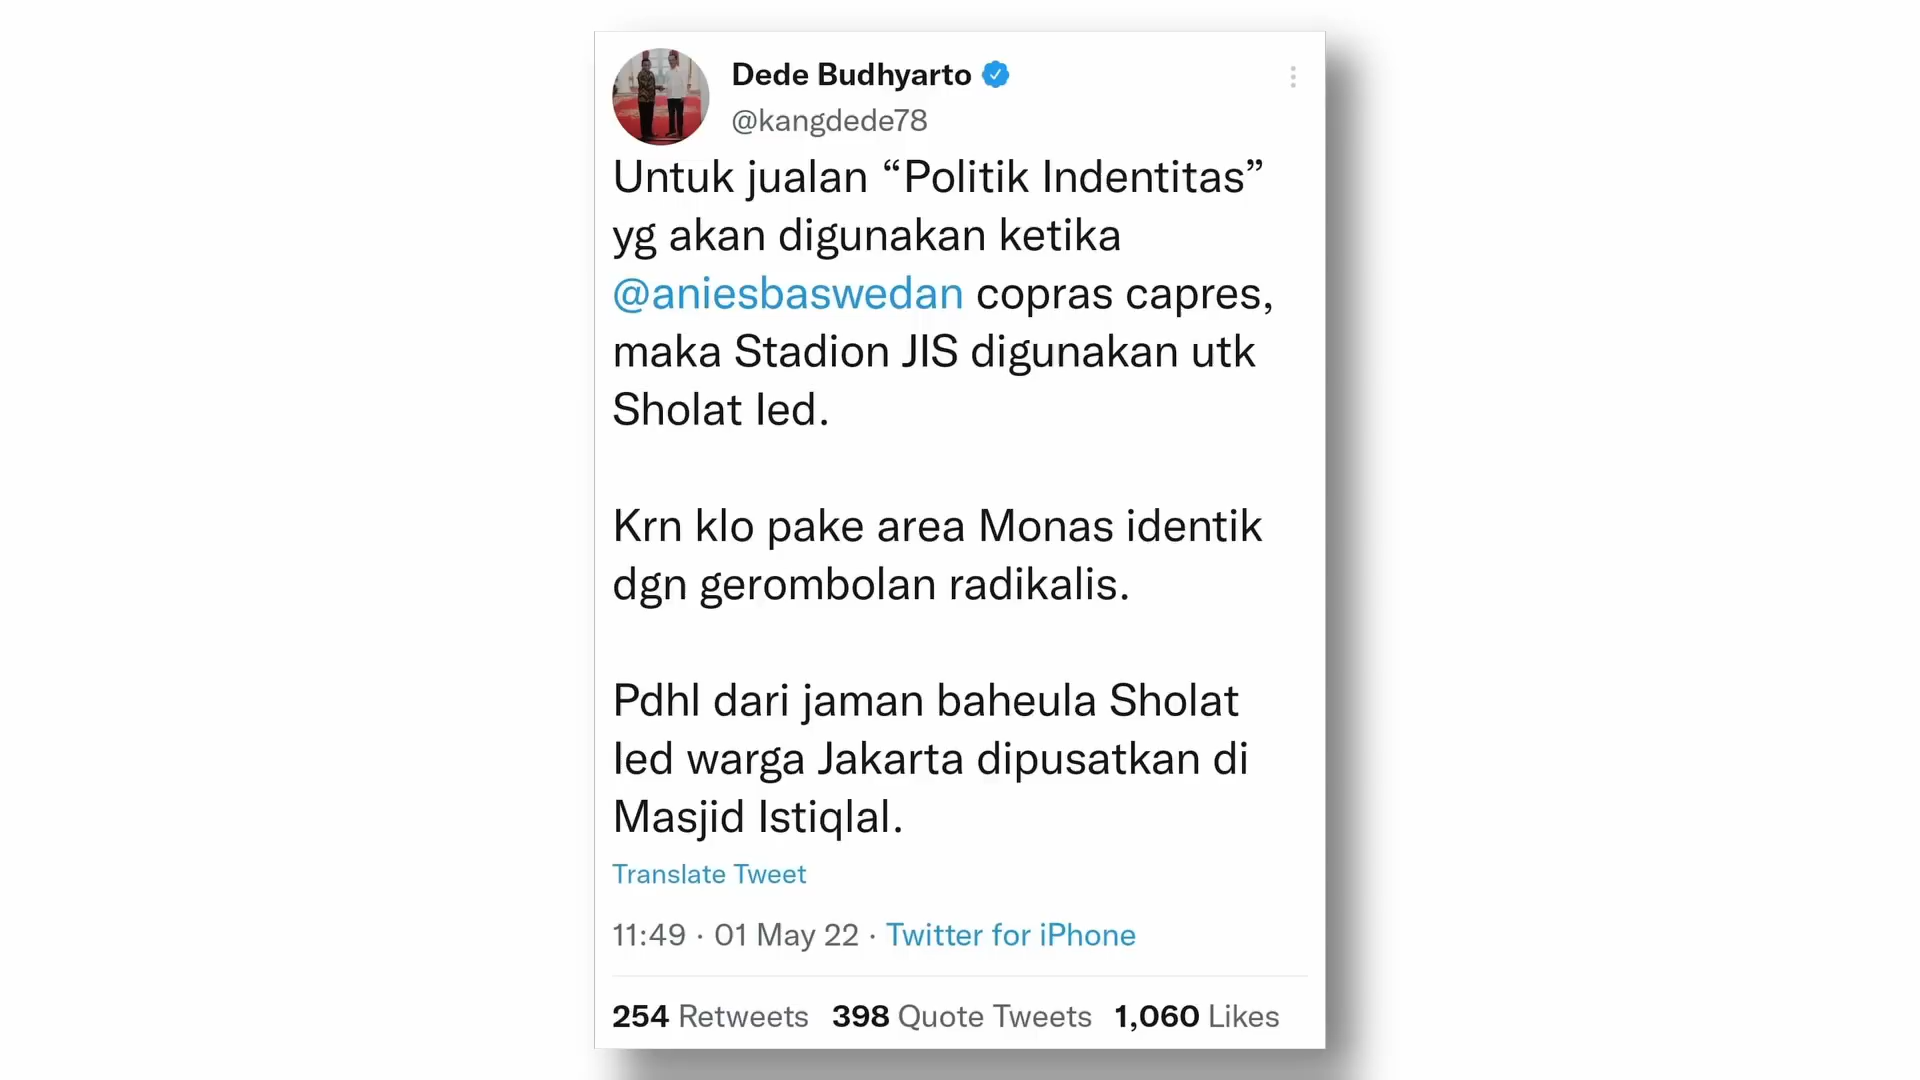 Dede Budhyarto
@kangdede78
Untuk jualan “Politik Indentitas”
yg akan digunakan ketika
@aniesbaswedan copras capres,
maka Stadion JIS digunakan utk
Sholat Ied.
Krn klo pake area Monas identik
dgn gerombolan radikalis.
Pdhl dari jaman baheula Sholat
Ied warga Jakarta dipusatkan di
Masjid Istiqlal.
Translate Tweet
11:49 · 01 May 22 · Twitter for iPhone
254 Retweets 398 Quote Tweets 1,060 Likes